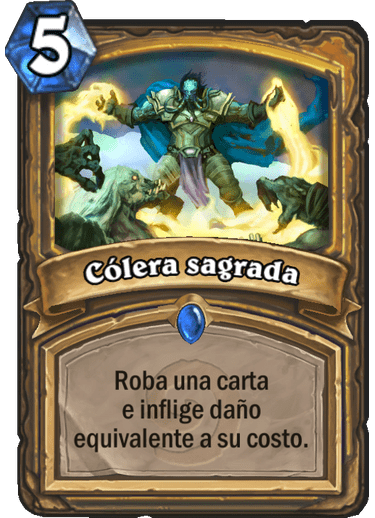 5
Cólera sagrada
Roba una carta
e inflige daño
equivalente a su costo.